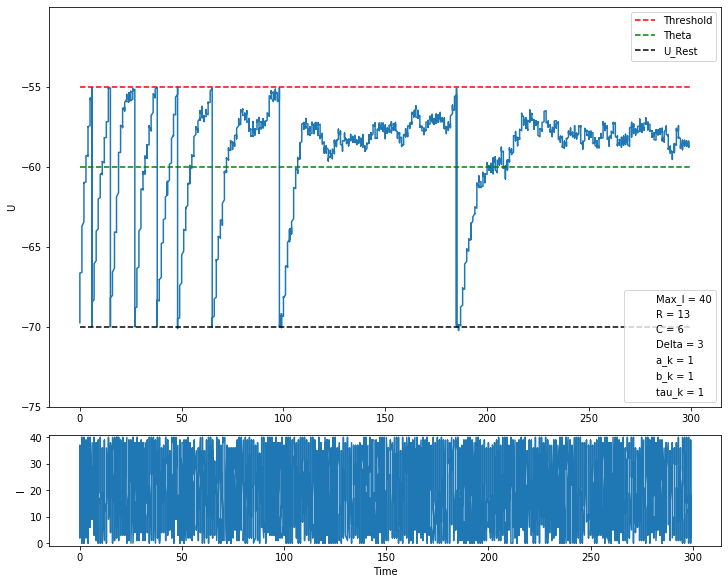 Threshold
Theta
U_Rest
−55
−60
−65
−70
−75
U
Max_I = 40
R = 13
C = 6
Delta = 3
a_k = 1
b_k = 1
tau_k = 1
0 50 100 150 200 250 300
40
30
20
10
0
I
0 50 100 150 200 250 300
Time